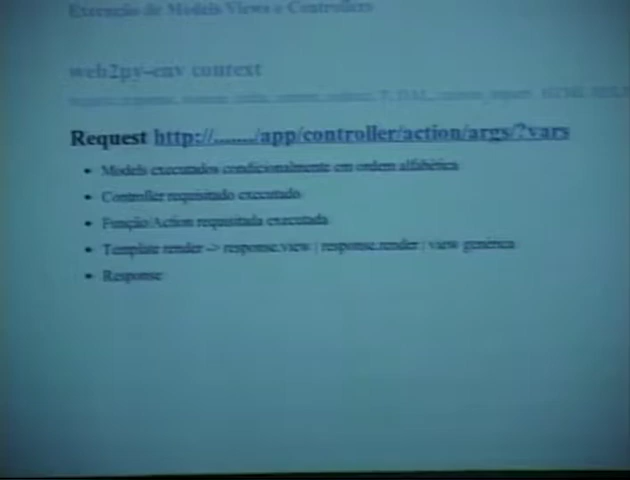 Execução de Models Views e Controllers
web2py-env context
Request http://......./app/controller/action/args/?vars
Models executados condicionalmente em ordem alfabética
Controller requisitado executado
Função/Action requisitada executada
Template render -> response.view | response.render | view genérica
Response